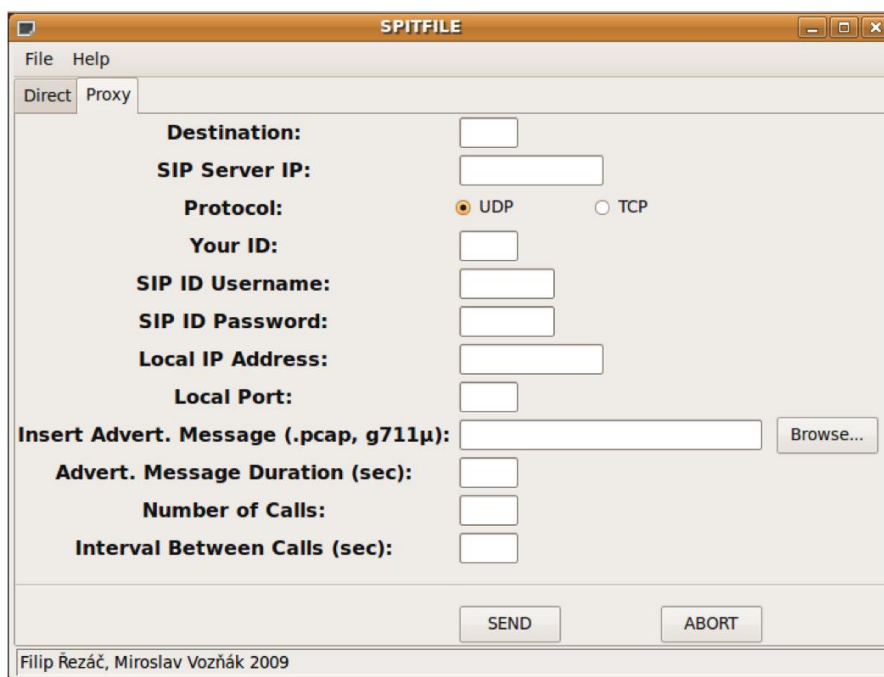 SPITFILE
File Help
Direct Proxy
Destination:
SIP Server IP:
Protocol: UDP TCP
Your ID:
SIP ID Username:
SIP ID Password:
Local IP Address:
Local Port:
Insert Advert. Message (.pcap, g711µ): Browse...
Advert. Message Duration (sec):
Number of Calls:
Interval Between Calls (sec):
SEND ABORT
Filip Řezáč, Miroslav Vozňák 2009